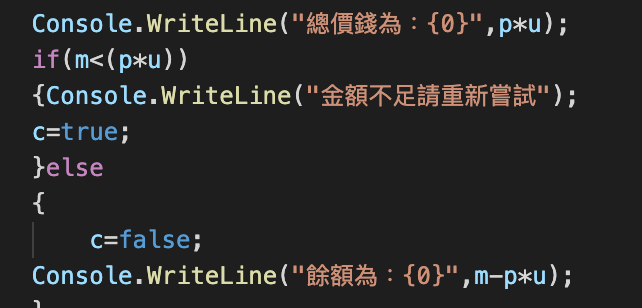 Console.WriteLine("總價錢為：{0}",p*u);
if(m<(p*u))
{Console.WriteLine("金額不足請重新嘗試");
c=true;
}else
{
c=false;
Console.WriteLine("餘額為：{0}",m-p*u);
}